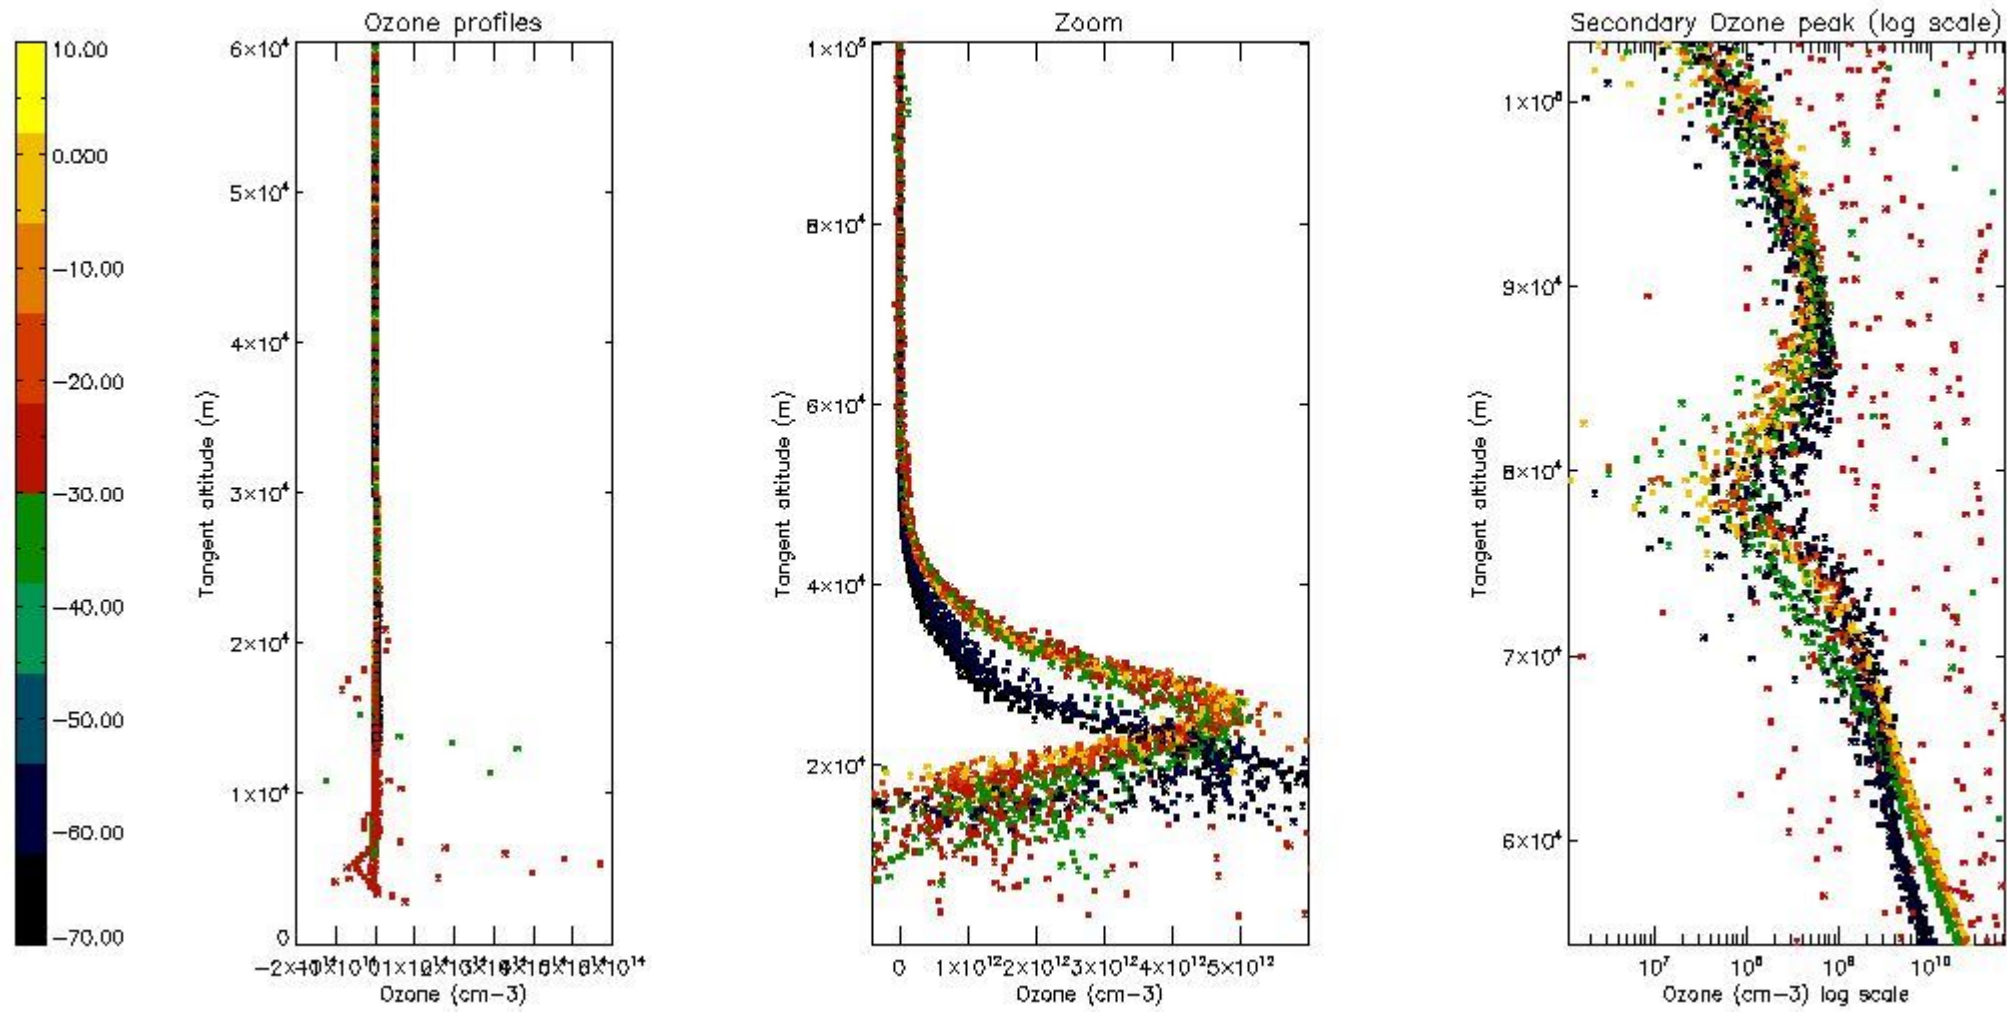 Ozone profiles
Zoom
Secondary Ozone peak (log scale)
10.00
0.000
−10.00
−20.00
−30.00
−40.00
−50.00
−60.00
−70.00
6×10⁴
5×10⁴
4×10⁴
3×10⁴
2×10⁴
1×10⁴
0
Tangent altitude (m)
Ozone (cm−3)
1×10⁵
8×10⁴
6×10⁴
4×10⁴
2×10⁴
Tangent altitude (m)
0 1×10¹² 2×10¹² 3×10¹² 4×10¹² 5×10¹²
Ozone (cm−3)
1×10⁵
9×10⁴
8×10⁴
7×10⁴
6×10⁴
Tangent altitude (m)
10⁷ 10⁸ 10⁹ 10¹⁰
Ozone (cm−3) log scale